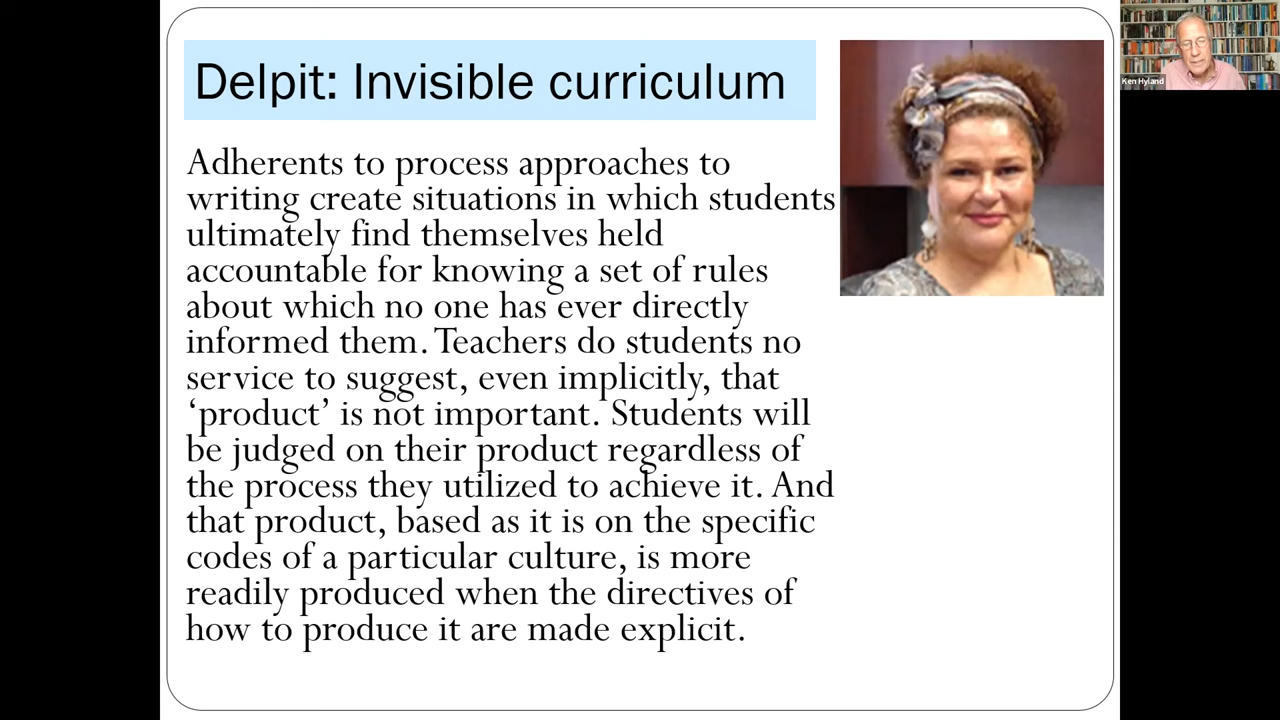 Delpit: Invisible curriculum
Adherents to process approaches to
writing create situations in which students
ultimately find themselves held
accountable for knowing a set of rules
about which no one has ever directly
informed them. Teachers do students no
service to suggest, even implicitly, that
‘product’ is not important. Students will
be judged on their product regardless of
the process they utilized to achieve it. And
that product, based as it is on the specific
codes of a particular culture, is more
readily produced when the directives of
how to produce it are made explicit.
Ken Hyland